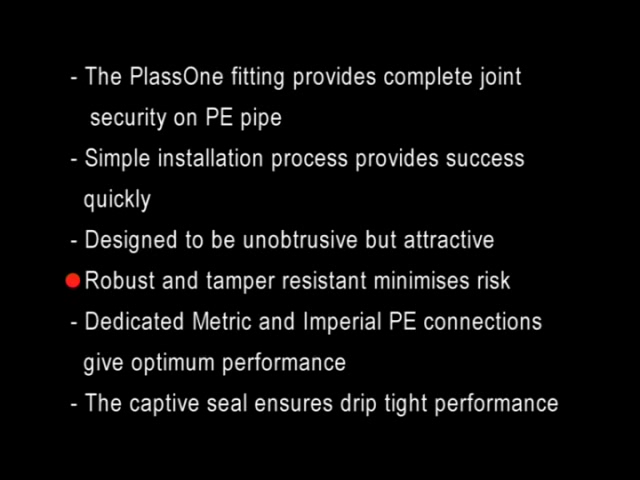 - The PlassOne fitting provides complete joint
security on PE pipe
- Simple installation process provides success
quickly
- Designed to be unobtrusive but attractive
Robust and tamper resistant minimises risk
- Dedicated Metric and Imperial PE connections
give optimum performance
- The captive seal ensures drip tight performance